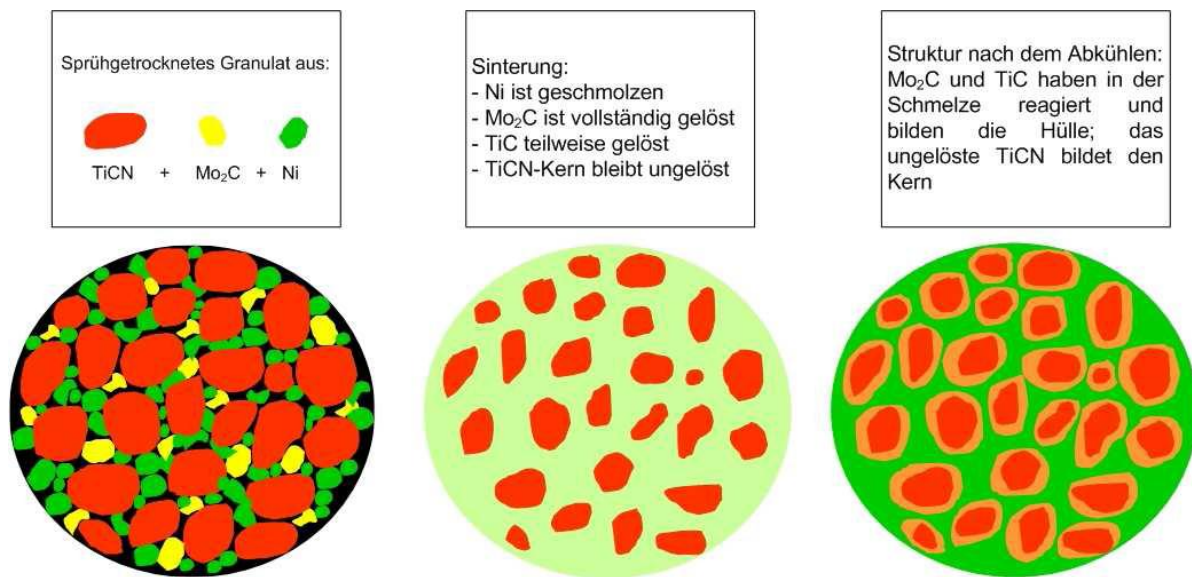 Sprühgetrocknetes Granulat aus:
TiCN + Mo₂C + Ni
Sinterung:
- Ni ist geschmolzen
- Mo₂C ist vollständig gelöst
- TiC teilweise gelöst
- TiCN-Kern bleibt ungelöst
Struktur nach dem Abkühlen:
Mo₂C und TiC haben in der
Schmelze reagiert und
bilden die Hülle; das
ungelöste TiCN bildet den
Kern